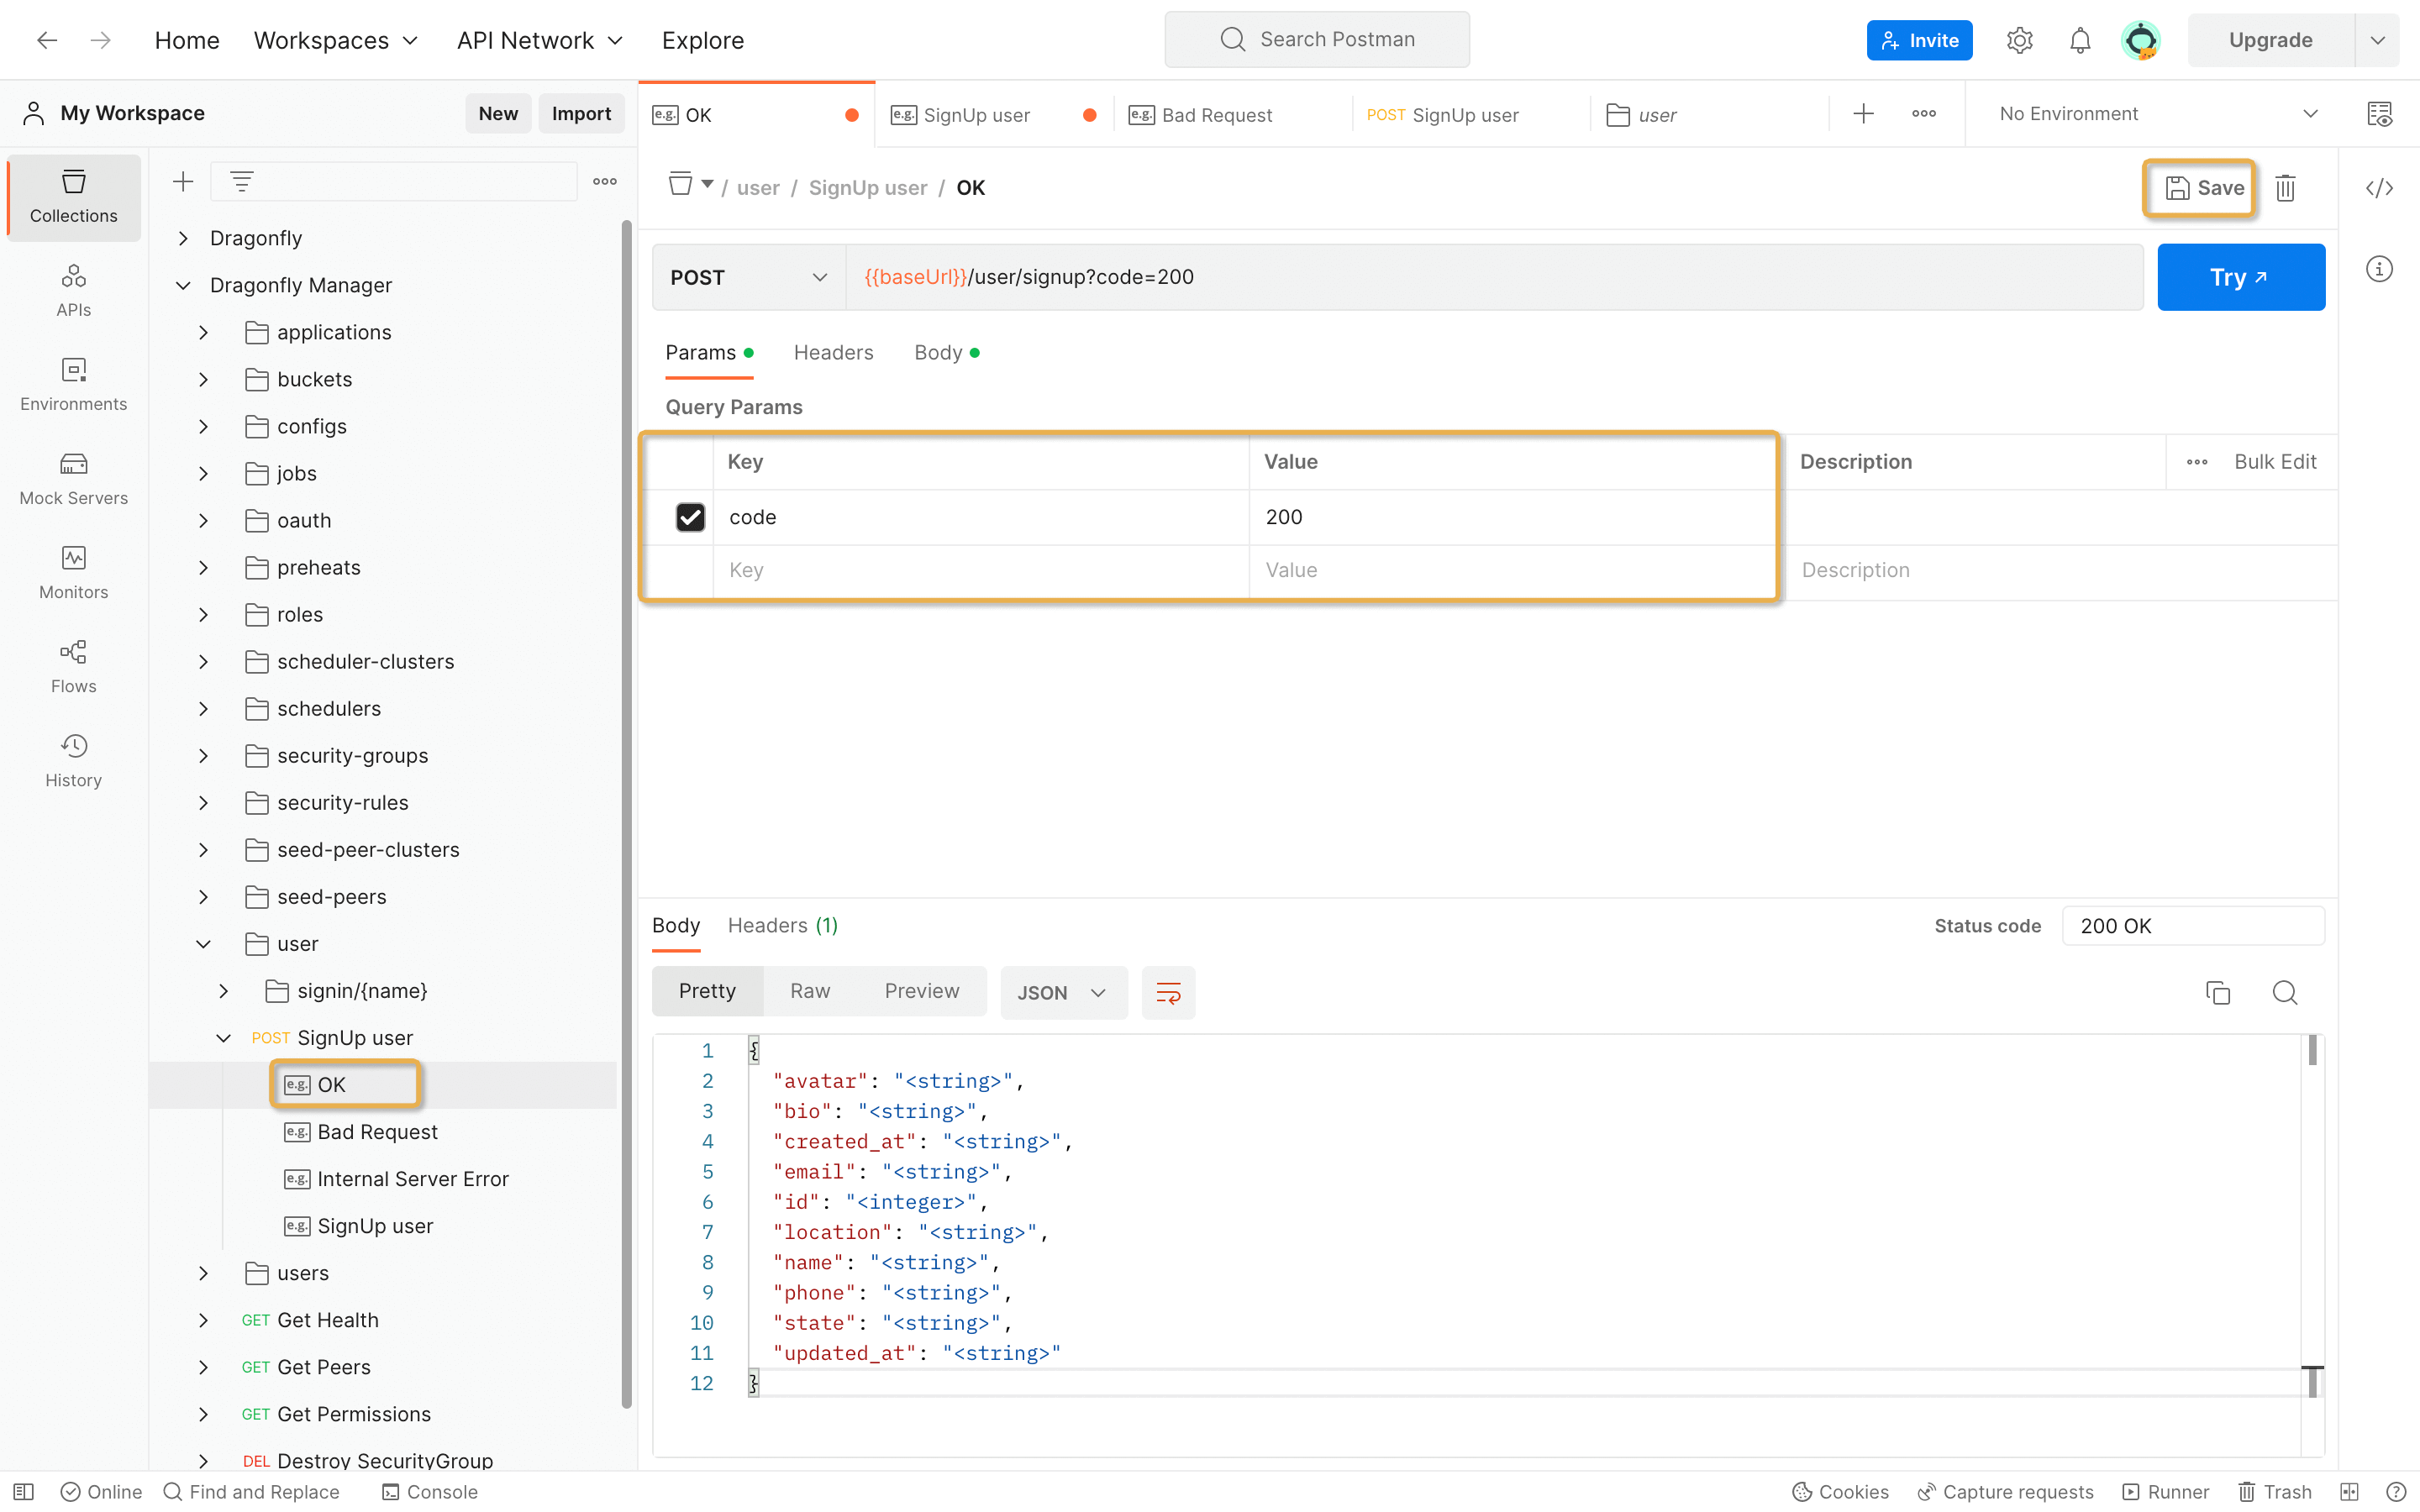 Home Workspaces API Network Explore Search Postman Invite Upgrade
My Workspace New Import
e.g. OK e.g. SignUp user e.g. Bad Request POST SignUp user user No Environment
Collections
APIs
Environments
Mock Servers
Monitors
Flows
History
Dragonfly
Dragonfly Manager
applications
buckets
configs
jobs
oauth
preheats
roles
scheduler-clusters
schedulers
security-groups
security-rules
seed-peer-clusters
seed-peers
user
signin/{name}
POST SignUp user
e.g. OK
e.g. Bad Request
e.g. Internal Server Error
e.g. SignUp user
users
GET Get Health
GET Get Peers
GET Get Permissions
DEL Destroy SecurityGroup
/ user / SignUp user / OK Save
POST {{baseUrl}}/user/signup?code=200 Try
Params Headers Body
Query Params
Key Value Description Bulk Edit
code 200
Key Value Description
Body Headers (1) Status code 200 OK
Pretty Raw Preview JSON
1 {
2 "avatar": "<string>",
3 "bio": "<string>",
4 "created_at": "<string>",
5 "email": "<string>",
6 "id": "<integer>",
7 "location": "<string>",
8 "name": "<string>",
9 "phone": "<string>",
10 "state": "<string>",
11 "updated_at": "<string>"
12 }
Online Find and Replace Console Cookies Capture requests Runner Trash